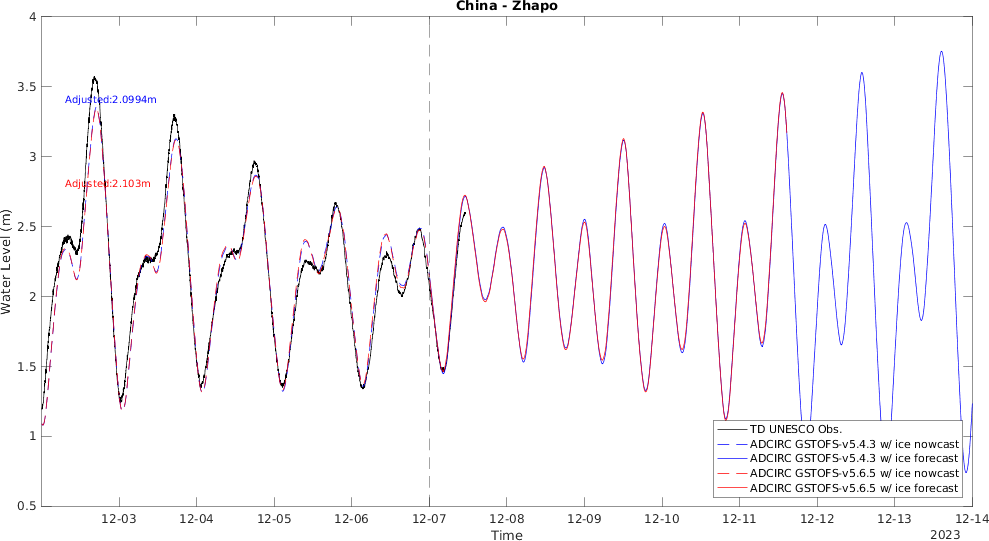 China - Zhapo
Water Level (m)
4
3.5
3
2.5
2
1.5
1
0.5
Adjusted:2.0994m
Adjusted:2.103m
TD UNESCO Obs.
ADCIRC GSTOFS-v5.4.3 w/ ice nowcast
ADCIRC GSTOFS-v5.4.3 w/ ice forecast
ADCIRC GSTOFS-v5.6.5 w/ ice nowcast
ADCIRC GSTOFS-v5.6.5 w/ ice forecast
12-03 12-04 12-05 12-06 12-07 12-08 12-09 12-10 12-11 12-12 12-13 12-14
Time
2023